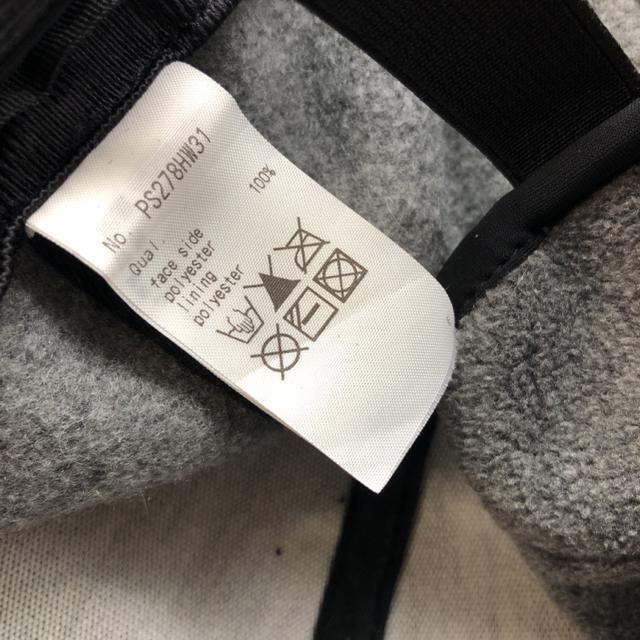 No. PS278HW31
Qual.
face side
polyester 100%
lining
polyester